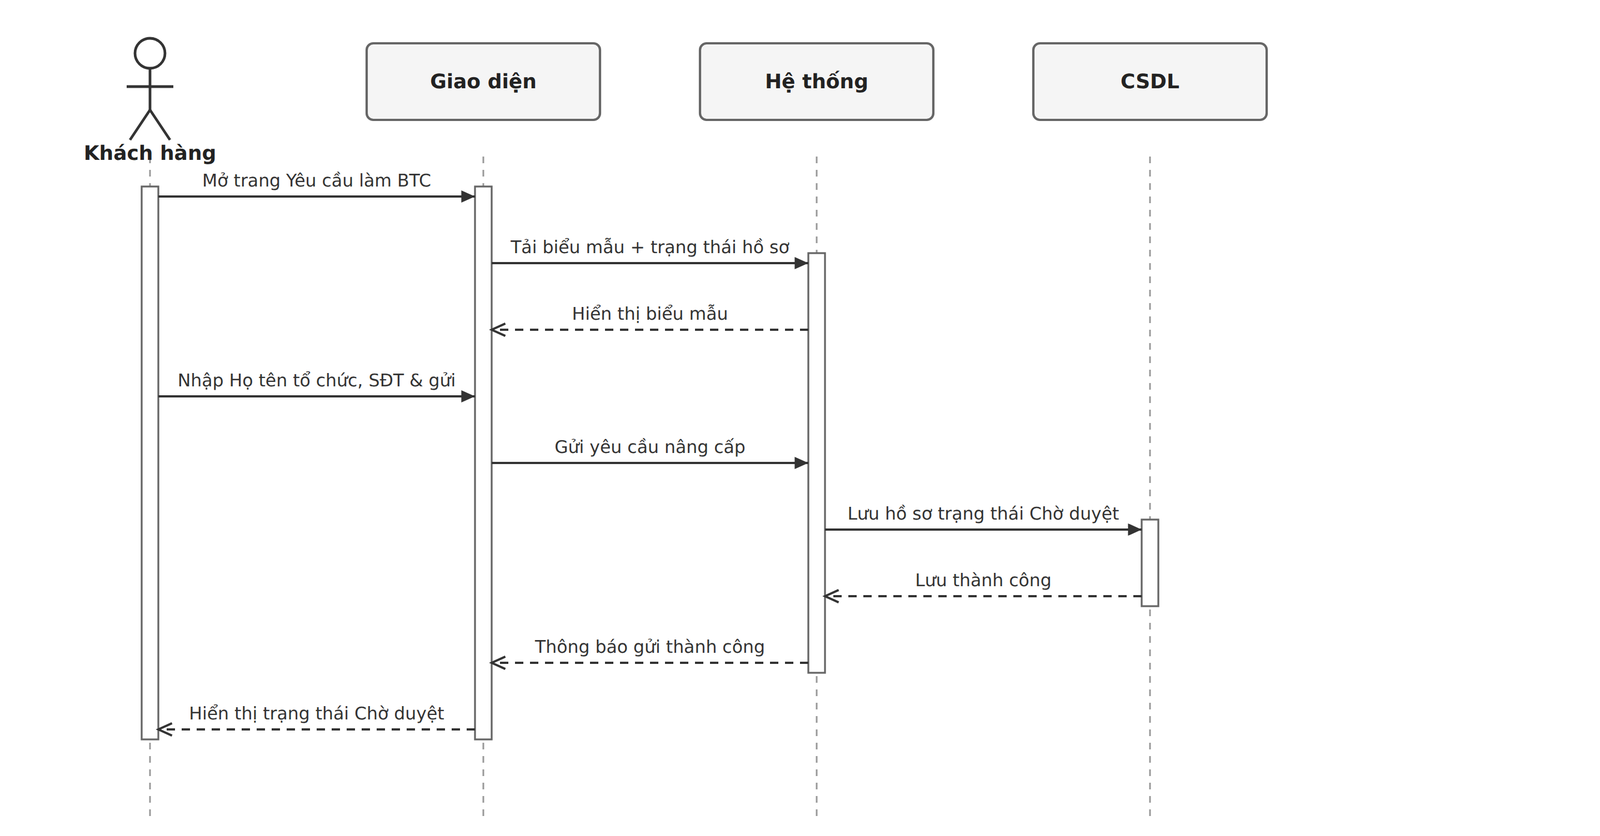 Giao diện
Hệ thống
CSDL
Khách hàng
Mở trang Yêu cầu làm BTC
Tải biểu mẫu + trạng thái hồ sơ
Hiển thị biểu mẫu
Nhập Họ tên tổ chức, SĐT & gửi
Gửi yêu cầu nâng cấp
Lưu hồ sơ trạng thái Chờ duyệt
Lưu thành công
Thông báo gửi thành công
Hiển thị trạng thái Chờ duyệt